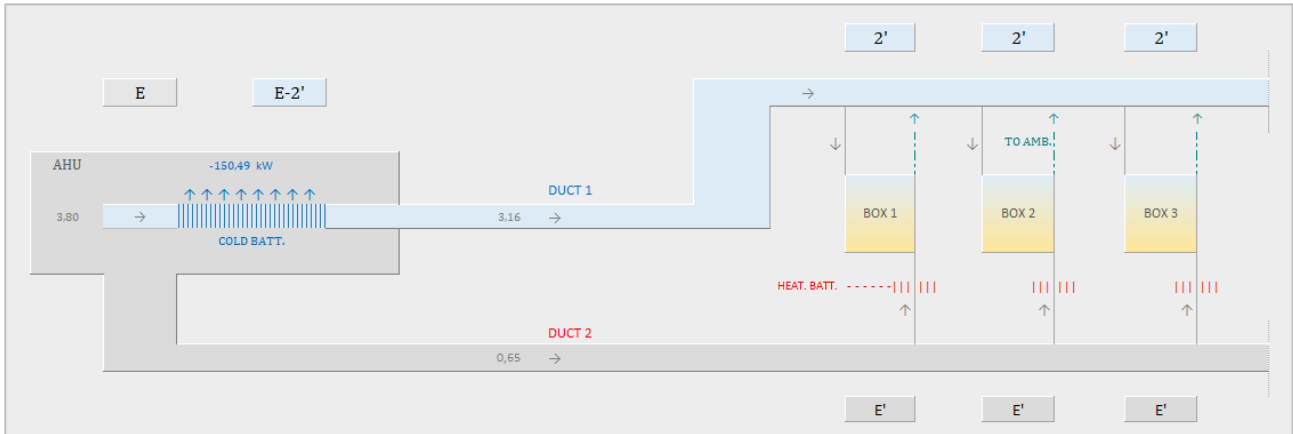 2' 2' 2'
E E-2'
AHU -150,49 kW
TO AMB.
DUCT 1
3,80 3,16 BOX 1 BOX 2 BOX 3
COLD BATT.
HEAT. BATT.
DUCT 2
0,65
E' E' E'